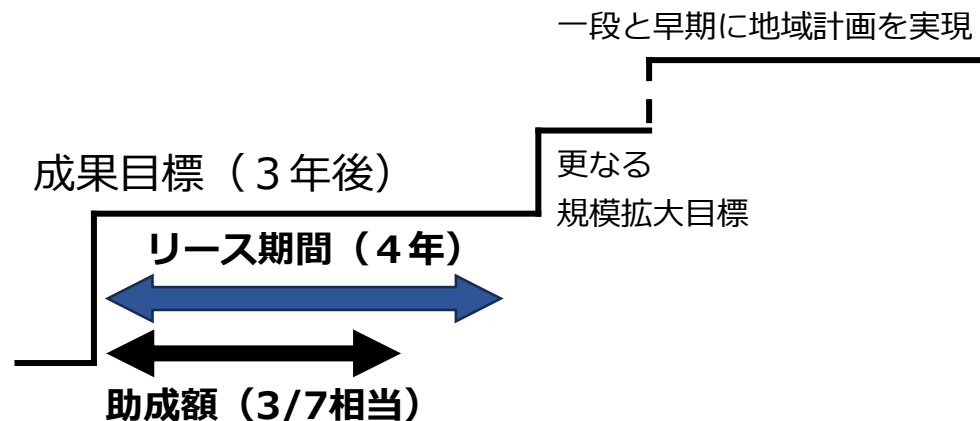 一段と早期に地域計画を実現
成果目標（３年後）
更なる
規模拡大目標
リース期間（４年）
助成額（3/7相当）